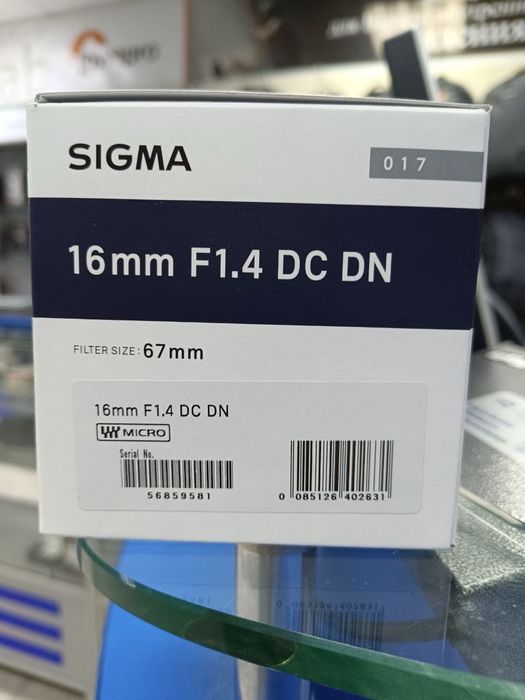 SIGMA
017
16mm F1.4 DC DN
FILTER SIZE: 67mm
16mm F1.4 DC DN
MICRO
Serial No.
56859581
0 085126 402631